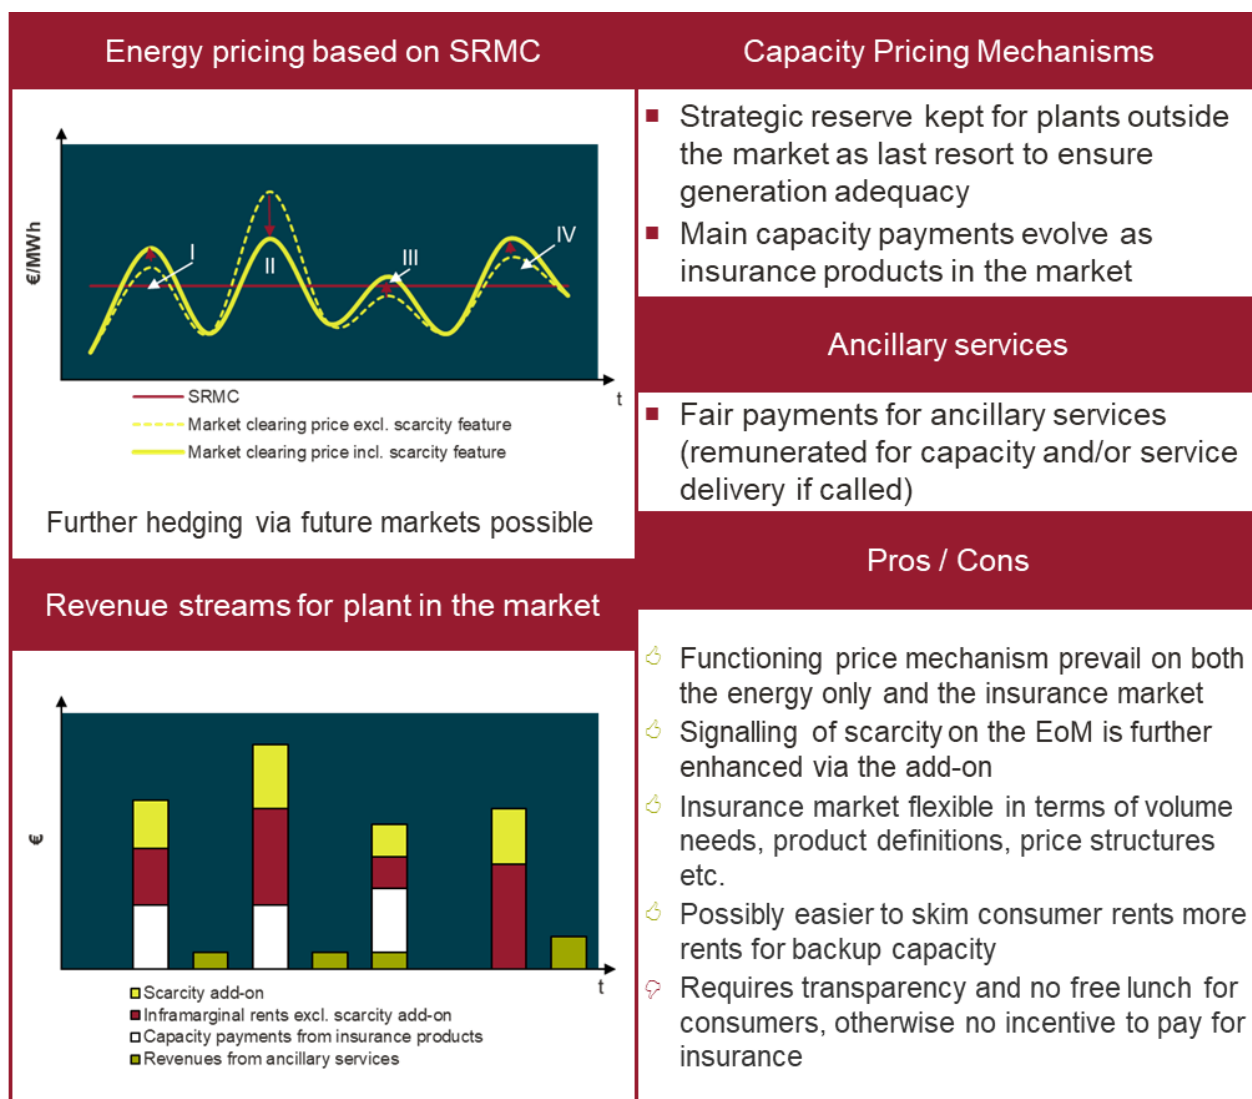 Energy pricing based on SRMC
€/MWh
I
II
III
IV
t
SRMC
Market clearing price excl. scarcity feature
Market clearing price incl. scarcity feature
Further hedging via future markets possible
Revenue streams for plant in the market
€
t
Scarcity add-on
Inframarginal rents excl. scarcity add-on
Capacity payments from insurance products
Revenues from ancillary services
Capacity Pricing Mechanisms
Strategic reserve kept for plants outside
the market as last resort to ensure
generation adequacy
Main capacity payments evolve as
insurance products in the market
Ancillary services
Fair payments for ancillary services
(remunerated for capacity and/or service
delivery if called)
Pros / Cons
Functioning price mechanism prevail on both
the energy only and the insurance market
Signalling of scarcity on the EoM is further
enhanced via the add-on
Insurance market flexible in terms of volume
needs, product definitions, price structures
etc.
Possibly easier to skim consumer rents more
rents for backup capacity
Requires transparency and no free lunch for
consumers, otherwise no incentive to pay for
insurance